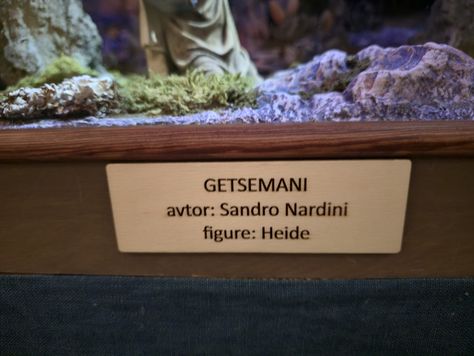 GETSEMANI
avtor: Sandro Nardini
figure: Heide